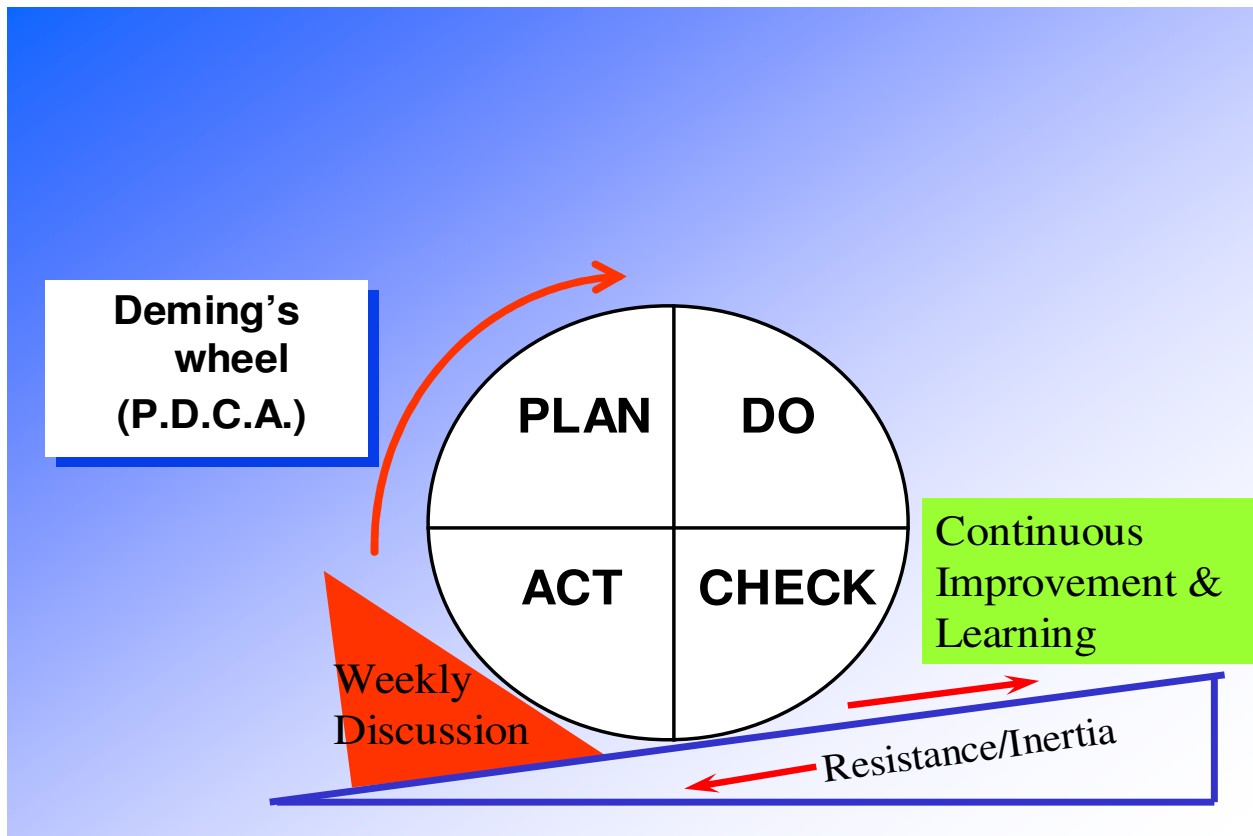 Deming’s
wheel
(P.D.C.A.)
PLAN
DO
ACT
CHECK
Continuous
Improvement &
Learning
Weekly
Discussion
Resistance/Inertia